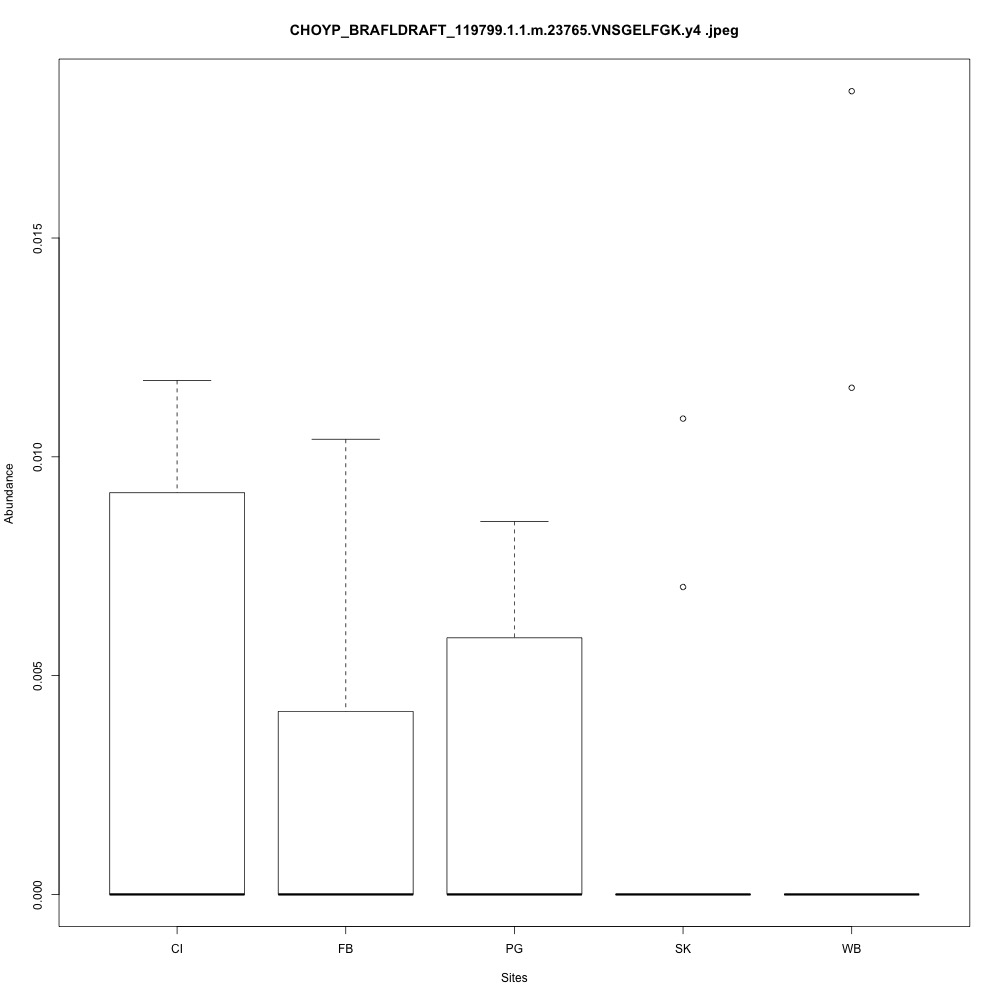 CHOYP_BRAFLDRAFT_119799.1.1.m.23765.VNSGELFGK.y4 .jpeg
Abundance
0.015
0.010
0.005
0.000
CI FB PG SK WB
Sites